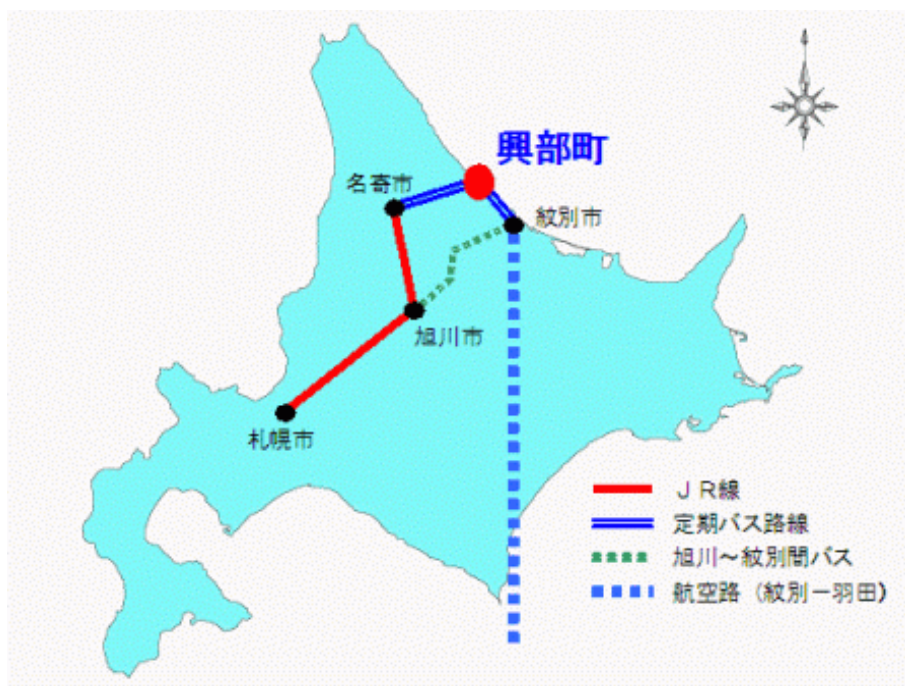 興部町
名寄市
紋別市
旭川市
札幌市
ＪＲ線
定期バス路線
旭川～紋別間バス
航空路（紋別－羽田）